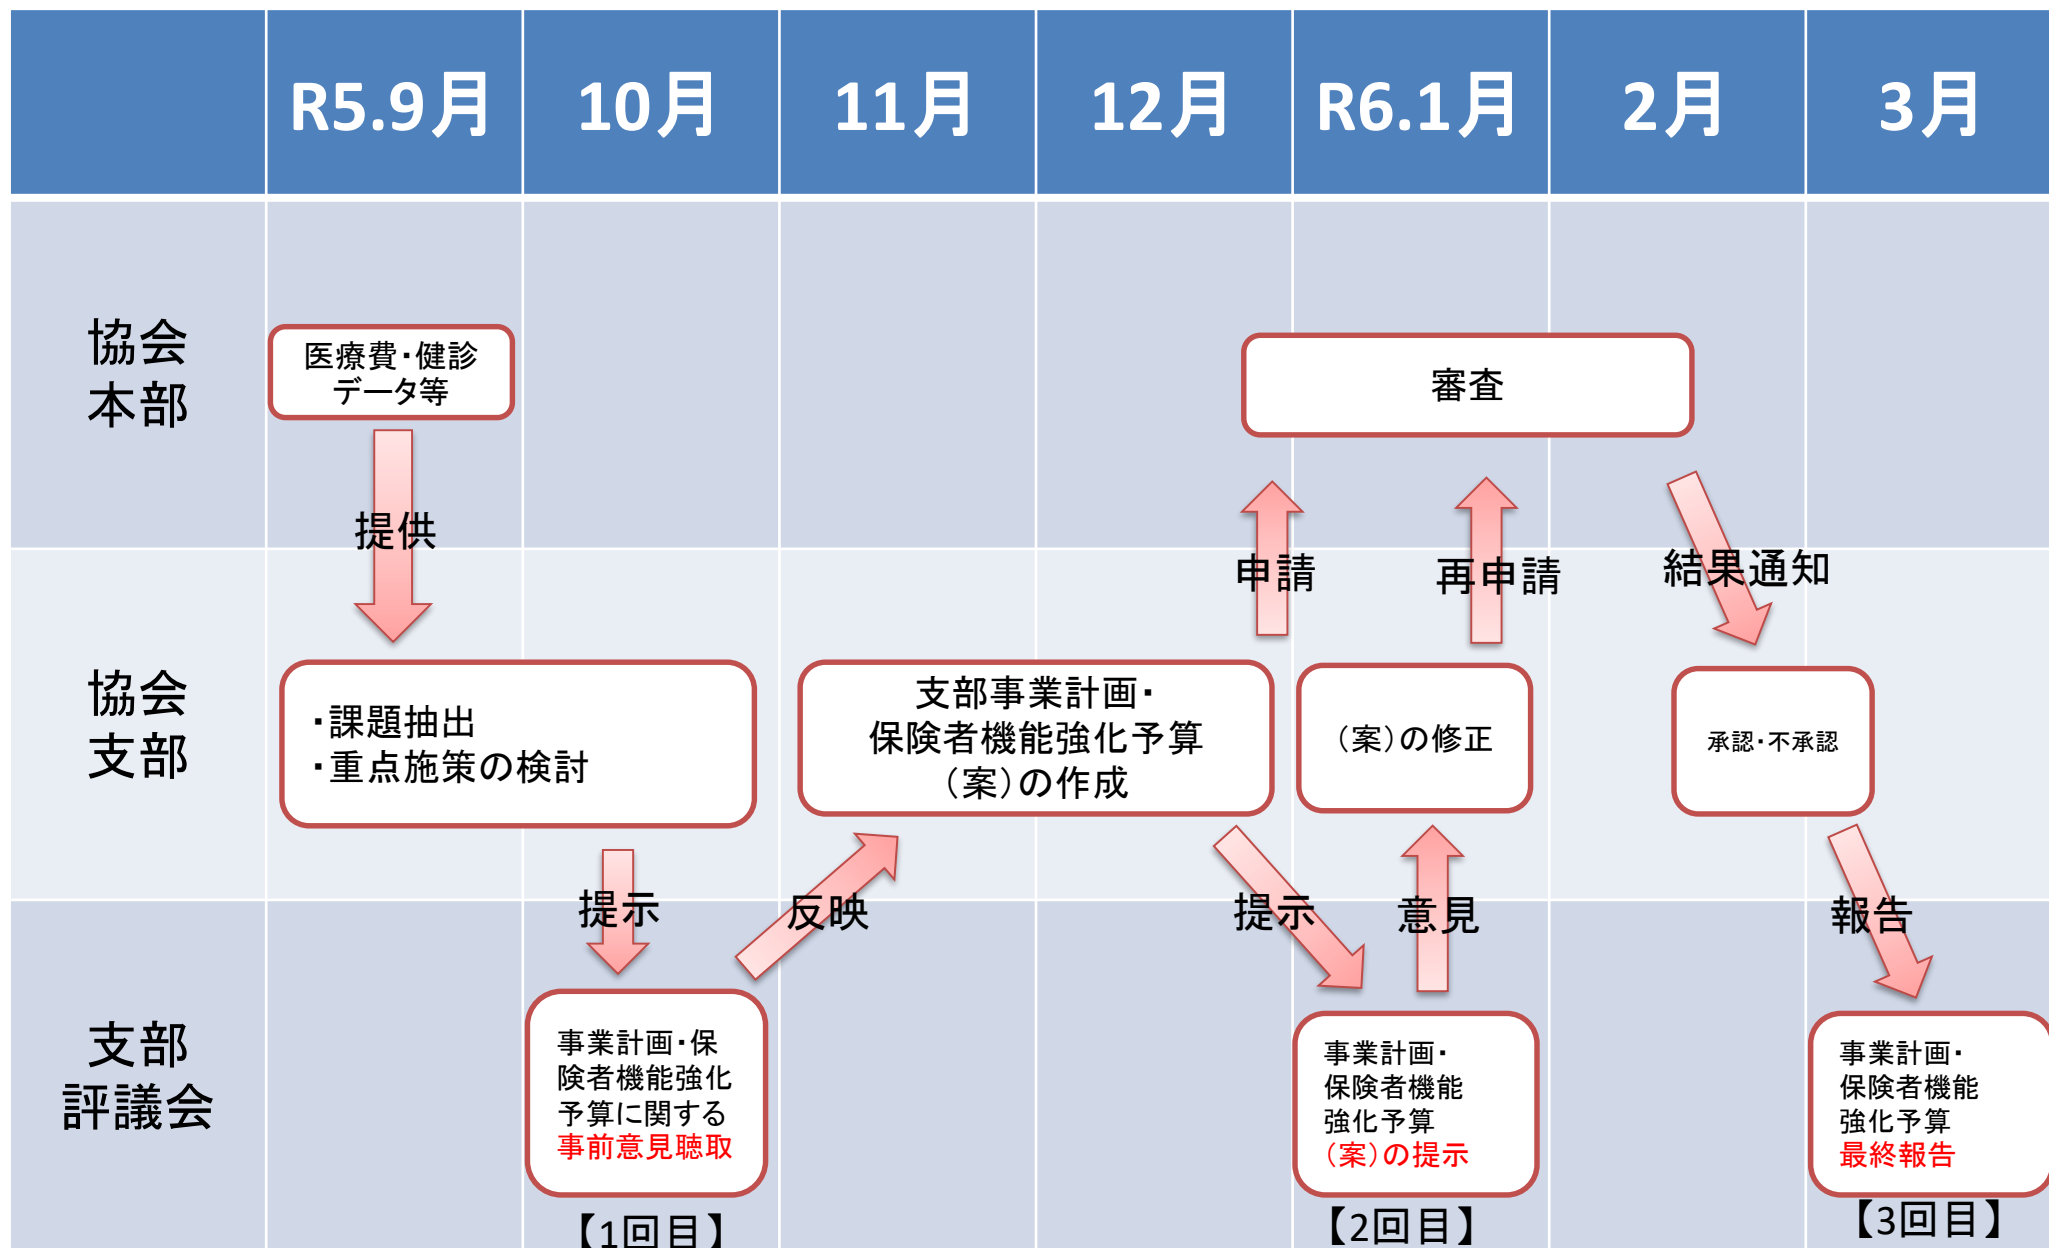 R5.9月
10月
11月
12月
R6.1月
2月
3月
協会
本部
医療費・健診
データ等
審査
提供
申請
再申請
結果通知
協会
支部
・課題抽出
・重点施策の検討
支部事業計画・
保険者機能強化予算
（案）の作成
（案）の修正
承認・不承認
提示
反映
提示
意見
報告
支部
評議会
事業計画・保
険者機能強化
予算に関する
事前意見聴取
【1回目】
事業計画・
保険者機能
強化予算
（案）の提示
【2回目】
事業計画・
保険者機能
強化予算
最終報告
【3回目】